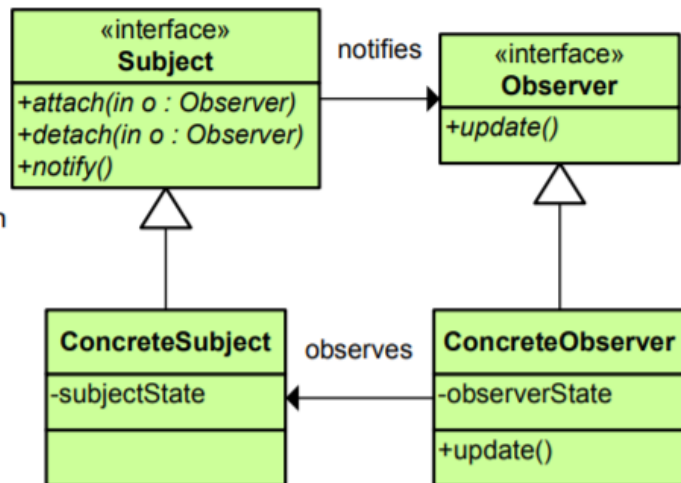 «interface»
Subject
+attach(in o : Observer)
+detach(in o : Observer)
+notify()
notifies
«interface»
Observer
+update()
ConcreteSubject
-subjectState
observes
ConcreteObserver
-observerState
+update()